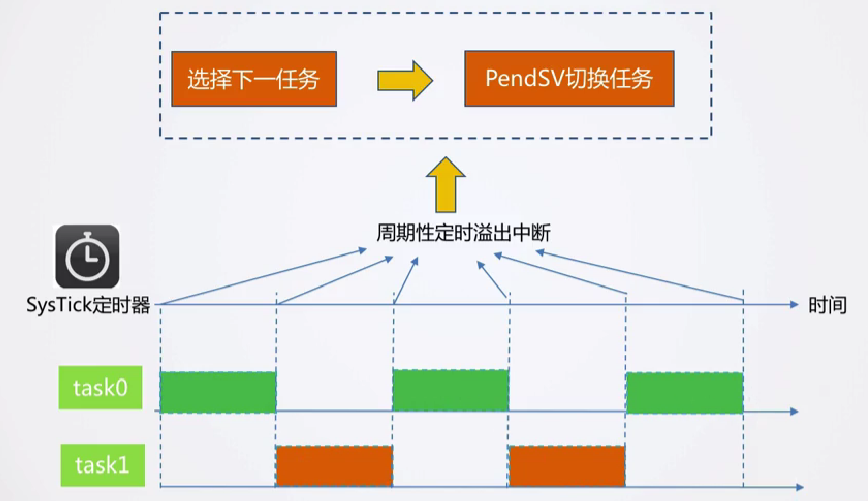 选择下一任务
PendSV切换任务
周期性定时溢出中断
SysTick定时器
时间
task0
task1